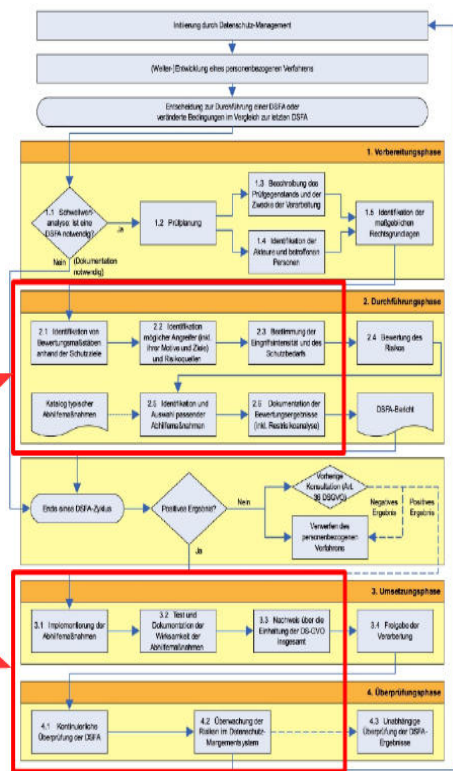 Initiierung durch Datenschutz-Management
(Weiter-)Entwicklung eines personenbezogenen Verfahrens
Entscheidung zur Durchführung einer DSFA oder
veränderte Bedingungen im Vergleich zur letzten DSFA
1. Vorbereitungsphase
1.1 Schwellwert-
analyse: Ist eine
DSFA notwendig?
Ja
Nein
(Dokumentation
notwendig)
1.2 Prüfplanung
1.3 Beschreibung des
Prüfgegenstands und der
Zwecke der Verarbeitung
1.4 Identifikation der
Akteure und betroffenen
Personen
1.5 Identifikation der
maßgeblichen
Rechtsgrundlagen
2. Durchführungsphase
2.1 Identifikation von
Bewertungsmaßstäben
anhand der Schutzziele
2.2 Identifikation
möglicher Angreifer (inkl.
ihrer Motive und Ziele) und
Risikoquellen
2.3 Bestimmung der
Eingriffsintensität und des
Schutzbedarfs
2.4 Bewertung des
Risikos
Katalog typischer
Abhilfemaßnahmen
2.5 Identifikation und
Auswahl passender
Abhilfemaßnahmen
2.6 Dokumentation der
Bewertungsergebnisse
(inkl. Restrisikoanalyse)
DSFA-Bericht
Ende eines DSFA-Zyklus
Positives Ergebnis?
Nein
Ja
Vorherige
Konsultation (Art.
36 DSGVO)
Negatives
Ergebnis
Positives
Ergebnis
Verwerfen des
personenbezogenen
Verfahrens
3. Umsetzungsphase
3.1 Implementierung der
Abhilfemaßnahmen
3.2 Test und
Dokumentation der
Wirksamkeit der
Abhilfemaßnahmen
3.3 Nachweis über die
Einhaltung der DS-GVO
insgesamt
3.4 Freigabe der
Verarbeitung
4. Überprüfungsphase
4.1 Kontinuierliche
Überprüfung der DSFA
4.2 Überwachung der
Risiken im Datenschutz-
Mangementsystem
4.3 Unabhängige
Überprüfung der DSFA-
Ergebnisse